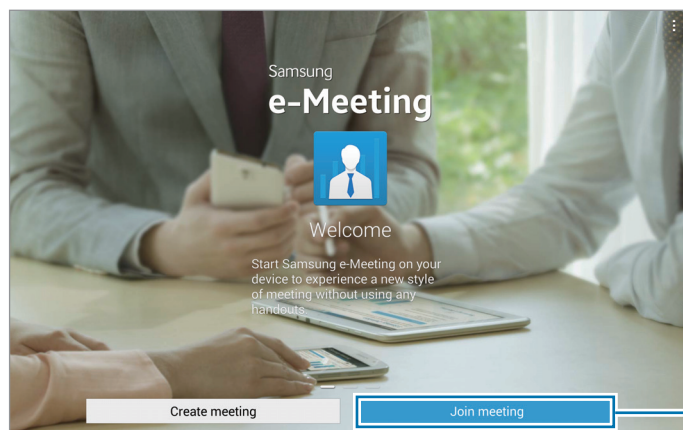 Samsung
e-Meeting
Welcome
Start Samsung e-Meeting on your
device to experience a new style
of meeting without using any
handouts
Create meeting
Join meeting